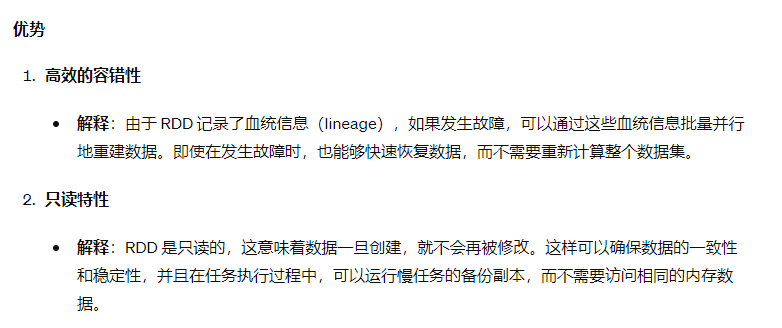 优势
1. 高效的容错性
• 解释：由于 RDD 记录了血统信息（lineage），如果发生故障，可以通过这些血统信息批量并行
地重建数据。即使在发生故障时，也能够快速恢复数据，而不需要重新计算整个数据集。
2. 只读特性
• 解释：RDD 是只读的，这意味着数据一旦创建，就不会再被修改。这样可以确保数据的一致性
和稳定性，并且在任务执行过程中，可以运行慢任务的备份副本，而不需要访问相同的内存数
据。